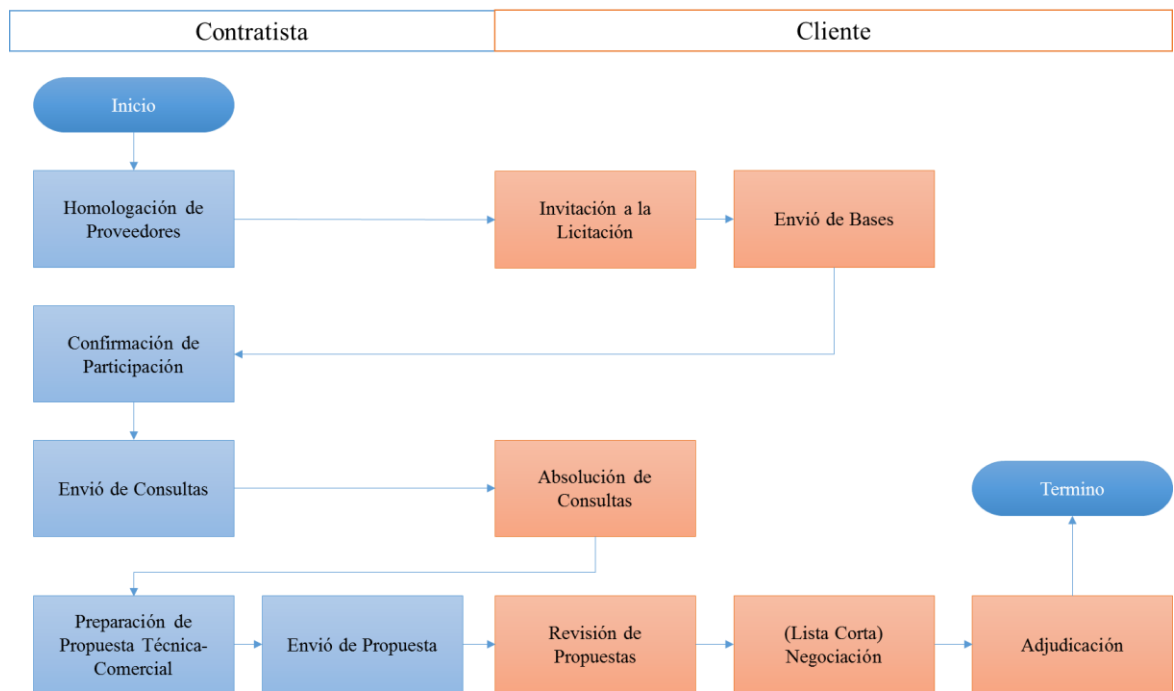 Contratista
Cliente
Inicio
Homologación de
Proveedores
Invitación a la
Licitación
Envió de Bases
Confirmación de
Participación
Envió de Consultas
Absolución de
Consultas
Termino
Preparación de
Propuesta Técnica-
Comercial
Envió de Propuesta
Revisión de
Propuestas
(Lista Corta)
Negociación
Adjudicación